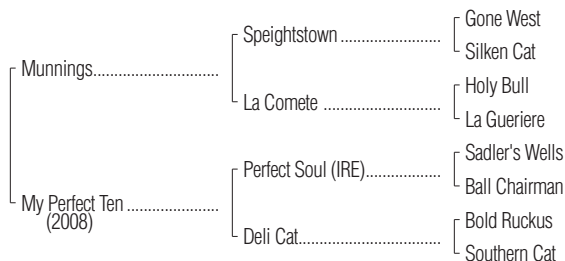 Gone West
Speightstown ......................
Silken Cat
Munnings............................
Holy Bull
La Comete ..........................
La Gueriere
Sadler's Wells
Perfect Soul (IRE)................
Ball Chairman
My Perfect Ten ....................
(2008)
Bold Ruckus
Deli Cat...............................
Southern Cat